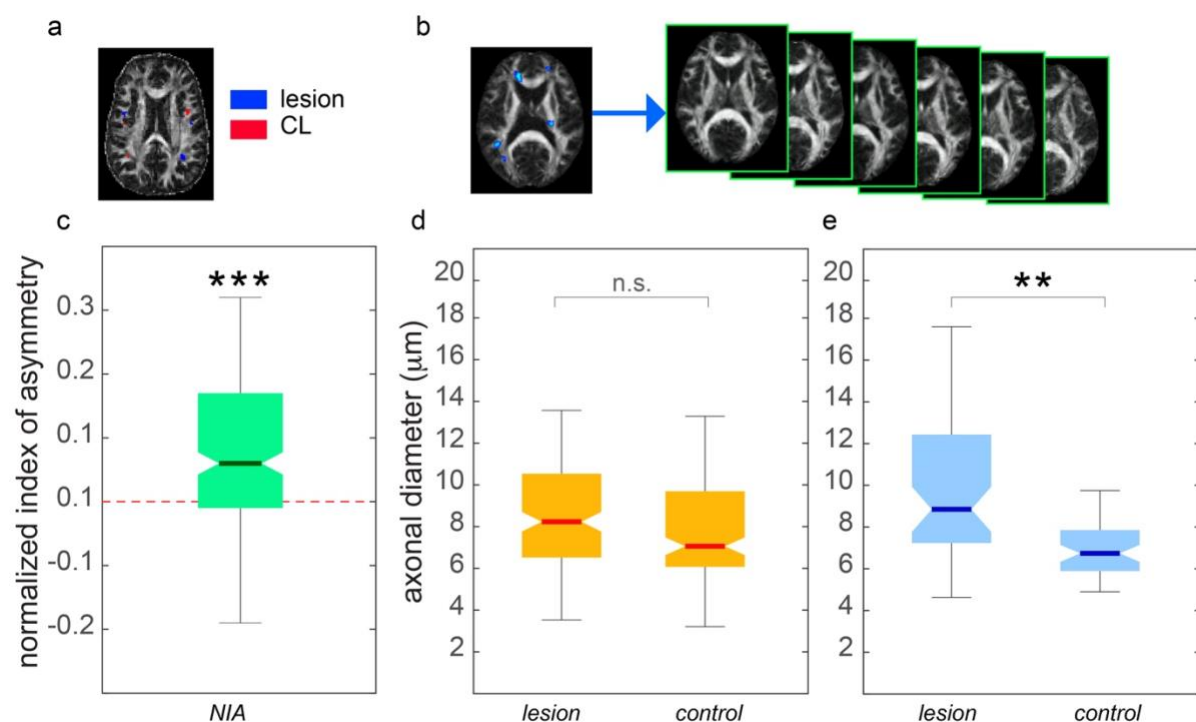 a
b
lesion
CL
c
d
e
normalized index of asymmetry
0.3
0.2
0.1
0.1
-0.1
-0.2
***
NIA
axonal diameter (µm)
20
18
16
14
12
10
8
6
4
2
n.s.
lesion control
20
18
16
14
12
10
8
6
4
2
**
lesion control